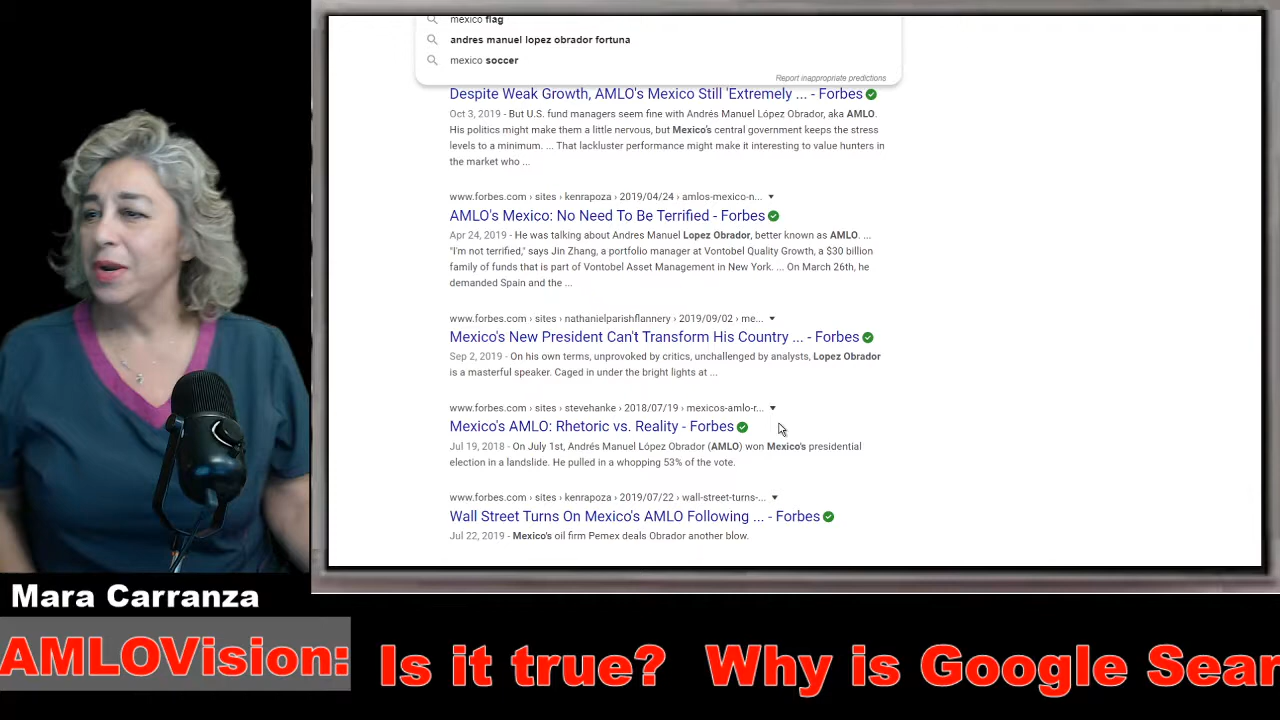 mexico flag
andres manuel lopez obrador fortuna
mexico soccer
Report inappropriate predictions
Despite Weak Growth, AMLO's Mexico Still 'Extremely ... - Forbes
Oct 3, 2019 - But U.S. fund managers seem fine with Andrés Manuel López Obrador, aka AMLO.
His politics might make them a little nervous, but Mexico's central government keeps the stress
levels to a minimum. ... That lackluster performance might make it interesting to value hunters in
the market who ...
www.forbes.com › sites › kenrapoza › 2019/04/24 › amlos-mexico-n...
AMLO's Mexico: No Need To Be Terrified - Forbes
Apr 24, 2019 - He was talking about Andres Manuel Lopez Obrador, better known as AMLO. ...
"I'm not terrified," says Jin Zhang, a portfolio manager at Vontobel Quality Growth, a $30 billion
family of funds that is part of Vontobel Asset Management in New York. ... On March 26th, he
demanded Spain and the ...
www.forbes.com › sites › nathanielparishflannery › 2019/09/02 › me...
Mexico's New President Can't Transform His Country ... - Forbes
Sep 2, 2019 - On his own terms, unprovoked by critics, unchallenged by analysts, Lopez Obrador
is a masterful speaker. Caged in under the bright lights at ...
www.forbes.com › sites › stevehanke › 2018/07/19 › mexicos-amlo-r...
Mexico's AMLO: Rhetoric vs. Reality - Forbes
Jul 19, 2018 - On July 1st, Andrés Manuel López Obrador (AMLO) won Mexico's presidential
election in a landslide. He pulled in a whopping 53% of the vote.
www.forbes.com › sites › kenrapoza › 2019/07/22 › wall-street-turns-...
Wall Street Turns On Mexico's AMLO Following ... - Forbes
Jul 22, 2019 - Mexico's oil firm Pemex deals Obrador another blow.
Mara Carranza
AMLOVision: Is it true? Why is Google Sear